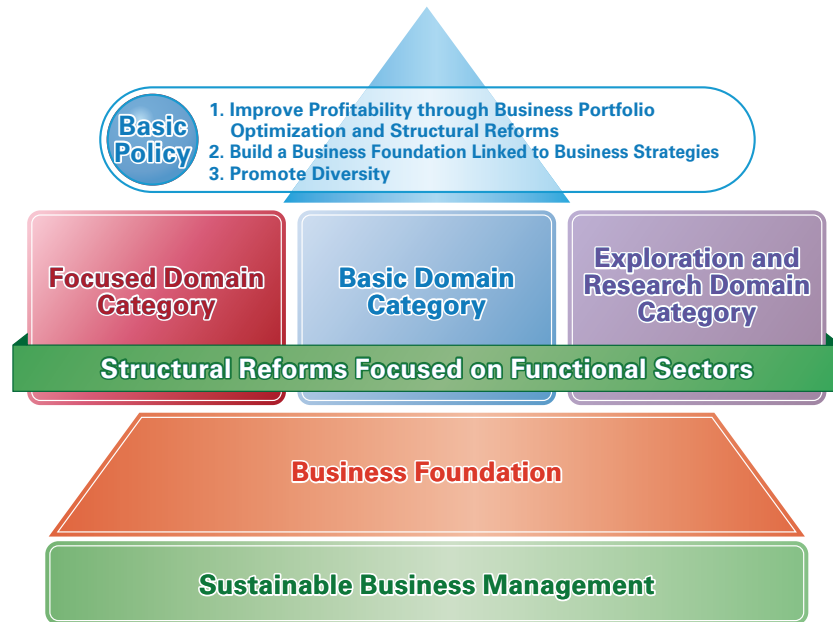 Basic
Policy
1. Improve Profitability through Business Portfolio
Optimization and Structural Reforms
2. Build a Business Foundation Linked to Business Strategies
3. Promote Diversity
Focused Domain
Category
Basic Domain
Category
Exploration and
Research Domain
Category
Structural Reforms Focused on Functional Sectors
Business Foundation
Sustainable Business Management